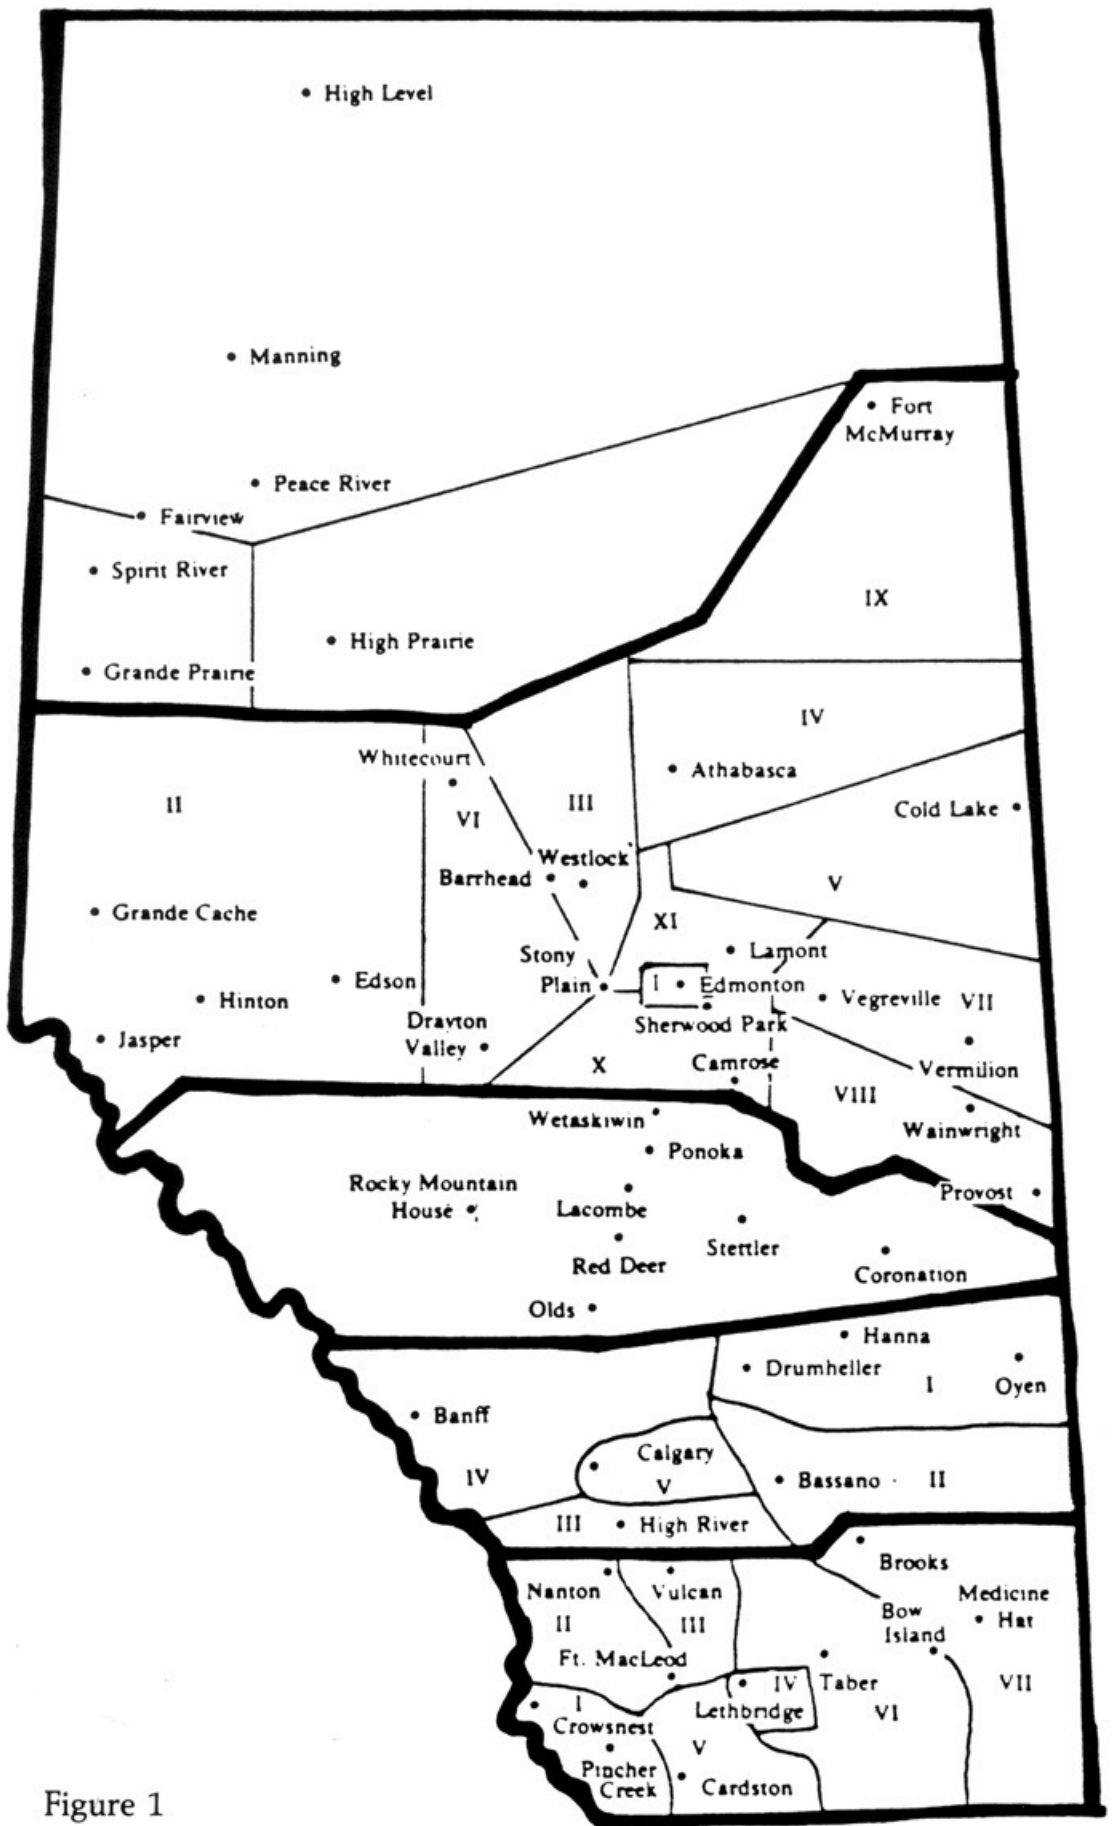 High Level
Manning
Fort
McMurray
Peace River
Fairview
Spirit River
IX
High Prairie
Grande Prairie
IV
Whitecourt
Athabasca
II
III
Cold Lake
VI
Westlock
Barrhead
V
Grande Cache
XI
Stony
Lamont
Plain
I
Edmonton
Edson
Hinton
Vegreville
VII
Sherwood Park
Drayton
Valley
Jasper
X
Camrose
Vermilion
VIII
Wetaskiwin
Wainwright
Ponoka
Rocky Mountain
House
Provost
Lacombe
Stettler
Red Deer
Coronation
Olds
Hanna
Drumheller
I
Oyen
Banff
Calgary
IV
V
Bassano
II
III
High River
Brooks
Nanton
Vulcan
Medicine
Hat
II
III
Bow
Island
Ft. MacLeod
IV
Taber
VII
I
Lethbridge
VI
Crowsnest
V
Pincher
Creek
Cardston
Figure 1